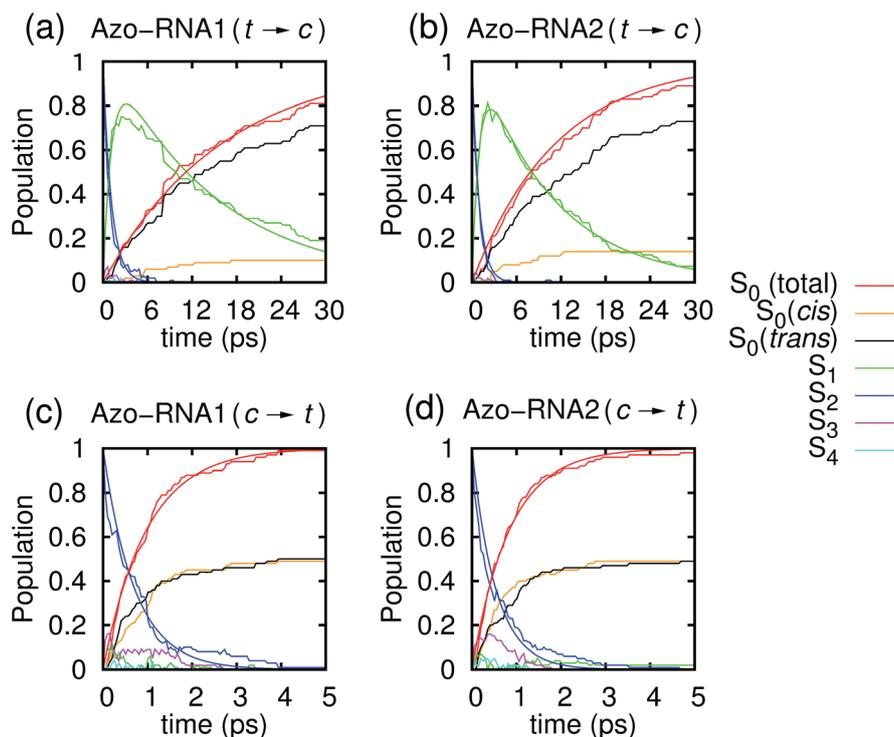 (a) Azo-RNA1 (t → c)
1
0.8
0.6
0.4
0.2
0
Population
0 6 12 18 24 30
time (ps)
(b) Azo-RNA2 (t → c)
1
0.8
0.6
0.4
0.2
0
Population
0 6 12 18 24 30
time (ps)
S0 (total)
S0(cis)
S0(trans)
S1
S2
S3
S4
(c) Azo-RNA1 (c → t)
1
0.8
0.6
0.4
0.2
0
Population
0 1 2 3 4 5
time (ps)
(d) Azo-RNA2 (c → t)
1
0.8
0.6
0.4
0.2
0
Population
0 1 2 3 4 5
time (ps)